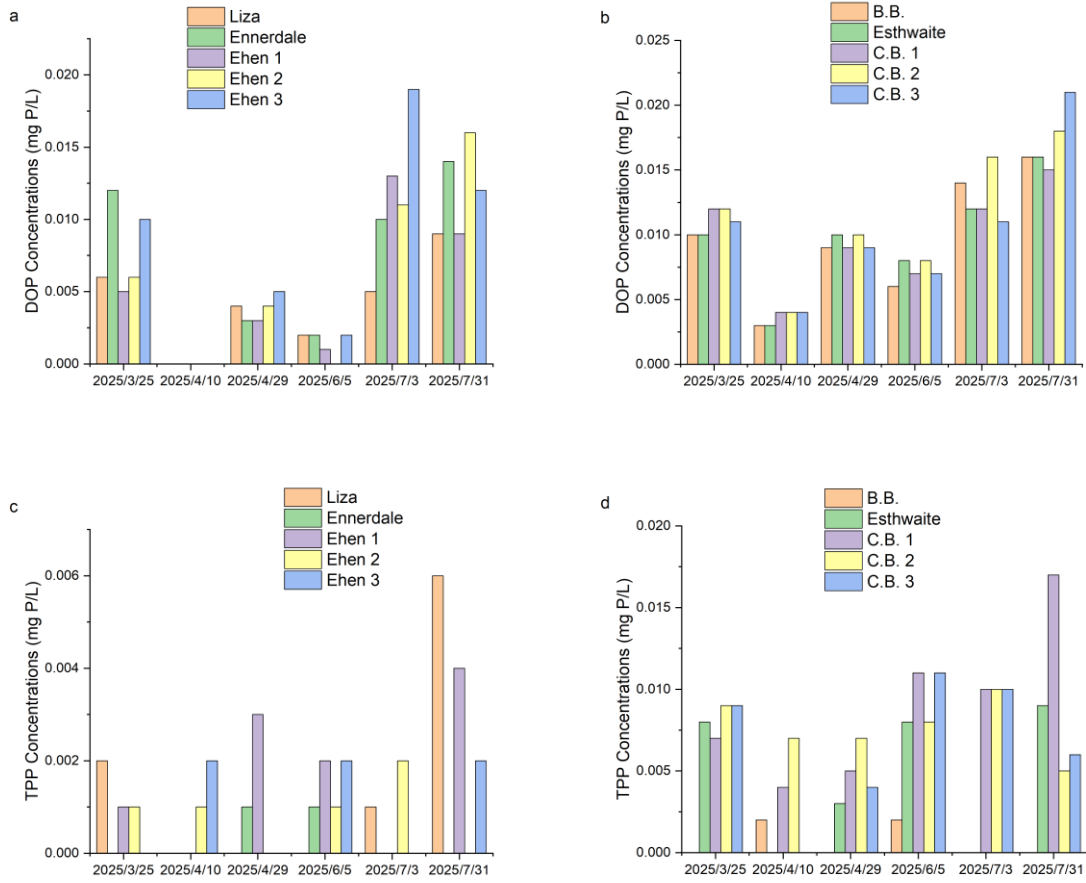 a
Liza
Ennerdale
Ehen 1
Ehen 2
Ehen 3
DOP Concentrations (mg P/L)
0.020
0.015
0.010
0.005
0.000
2025/3/25 2025/4/10 2025/4/29 2025/6/5 2025/7/3 2025/7/31
b
B.B.
Esthwaite
C.B. 1
C.B. 2
C.B. 3
DOP Concentrations (mg P/L)
0.025
0.020
0.015
0.010
0.005
0.000
2025/3/25 2025/4/10 2025/4/29 2025/6/5 2025/7/3 2025/7/31
c
Liza
Ennerdale
Ehen 1
Ehen 2
Ehen 3
TPP Concentrations (mg P/L)
0.006
0.004
0.002
0.000
2025/3/25 2025/4/10 2025/4/29 2025/6/5 2025/7/3 2025/7/31
d
B.B.
Esthwaite
C.B. 1
C.B. 2
C.B. 3
TPP Concentrations (mg P/L)
0.020
0.015
0.010
0.005
0.000
2025/3/25 2025/4/10 2025/4/29 2025/6/5 2025/7/3 2025/7/31